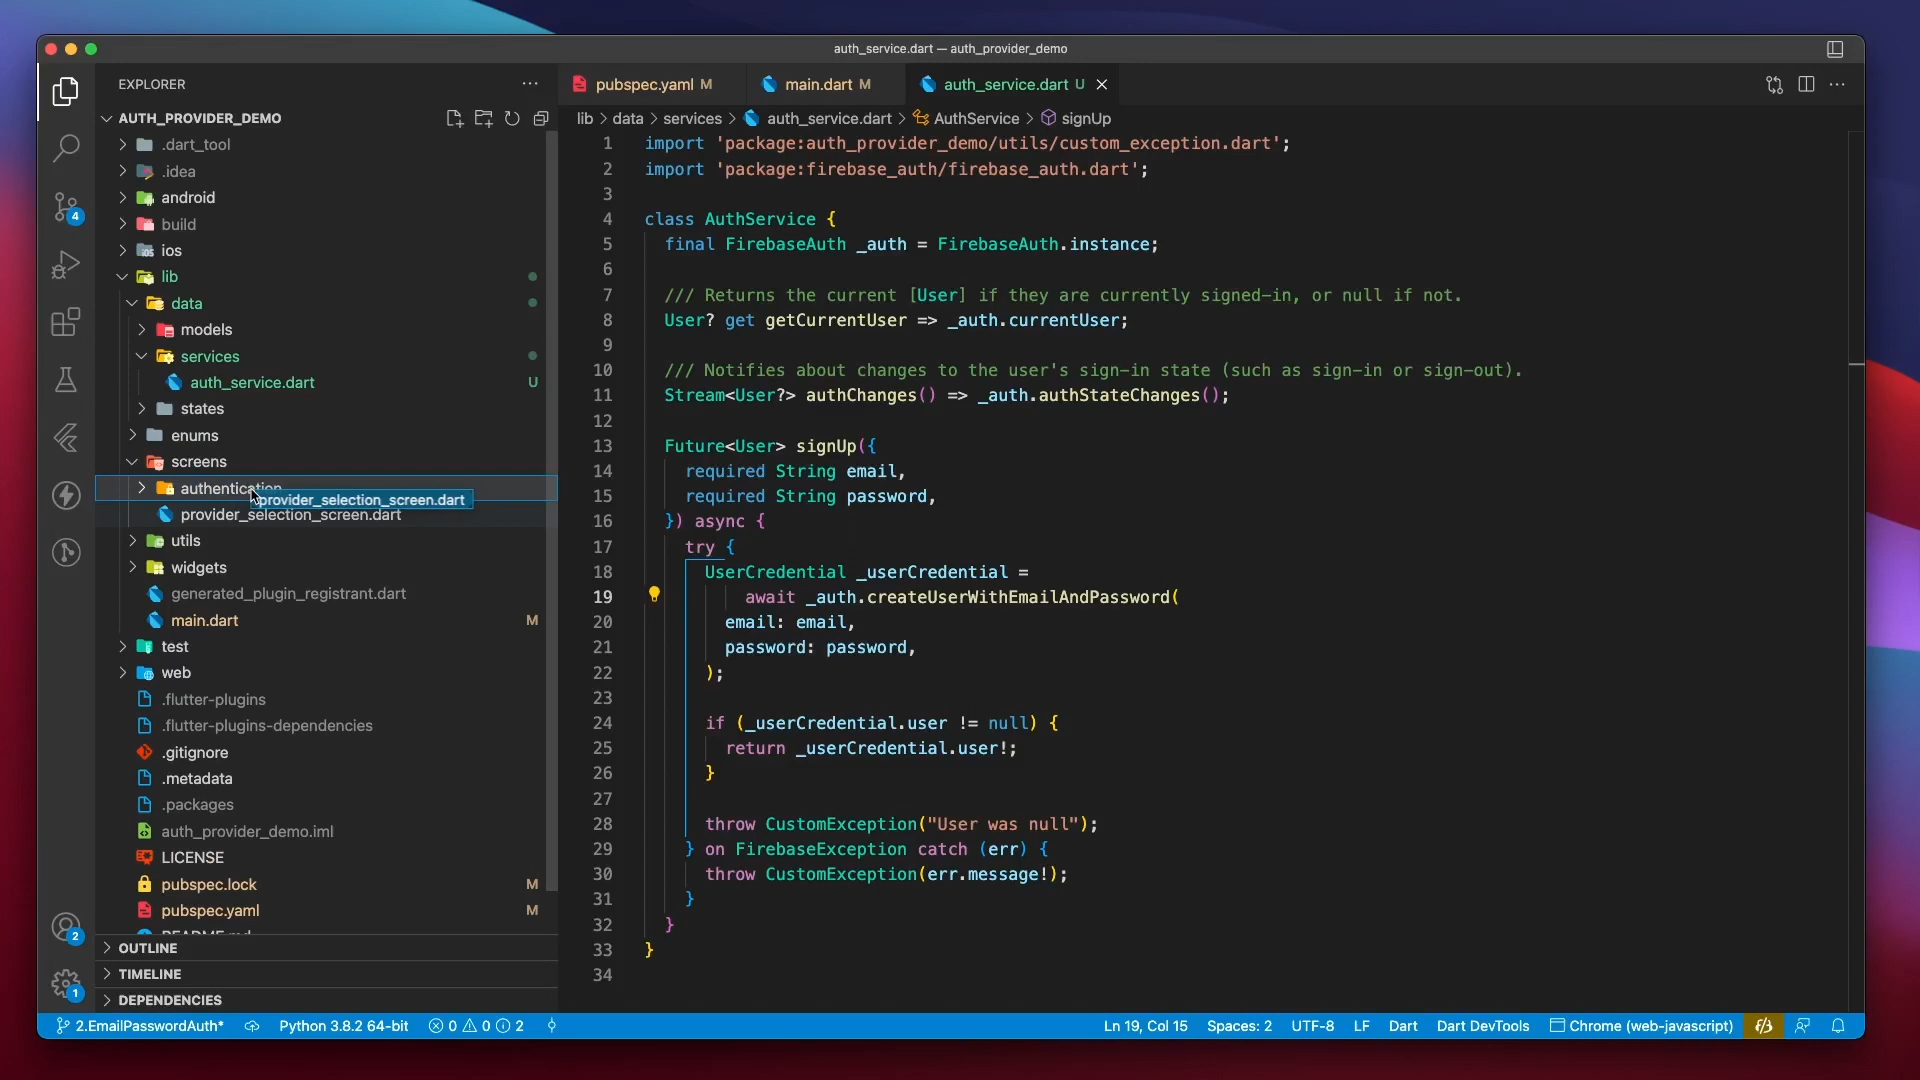 auth_service.dart — auth_provider_demo
EXPLORER
AUTH_PROVIDER_DEMO
.dart_tool
.idea
android
build
ios
lib
data
models
services
auth_service.dart U
states
enums
screens
authentication
provider_selection_screen.dart
provider_selection_screen.dart
utils
widgets
generated_plugin_registrant.dart
main.dart M
test
web
.flutter-plugins
.flutter-plugins-dependencies
.gitignore
.metadata
.packages
auth_provider_demo.iml
LICENSE
pubspec.lock M
pubspec.yaml M
README.md
OUTLINE
TIMELINE
DEPENDENCIES
4
2
1
pubspec.yaml M main.dart M auth_service.dart U
lib > data > services > auth_service.dart > AuthService > signUp
1 import 'package:auth_provider_demo/utils/custom_exception.dart';
2 import 'package:firebase_auth/firebase_auth.dart';
3
4 class AuthService {
5 final FirebaseAuth _auth = FirebaseAuth.instance;
6
7 /// Returns the current [User] if they are currently signed-in, or null if not.
8 User? get getCurrentUser => _auth.currentUser;
9
10 /// Notifies about changes to the user's sign-in state (such as sign-in or sign-out).
11 Stream<User?> authChanges() => _auth.authStateChanges();
12
13 Future<User> signUp({
14 required String email,
15 required String password,
16 }) async {
17 try {
18 UserCredential _userCredential =
19 await _auth.createUserWithEmailAndPassword(
20 email: email,
21 password: password,
22 );
23
24 if (_userCredential.user != null) {
25 return _userCredential.user!;
26 }
27
28 throw CustomException("User was null");
29 } on FirebaseException catch (err) {
30 throw CustomException(err.message!);
31 }
32 }
33 }
34
2.EmailPasswordAuth* Python 3.8.2 64-bit 0 0 2 Ln 19, Col 15 Spaces: 2 UTF-8 LF Dart Dart DevTools Chrome (web-javascript)